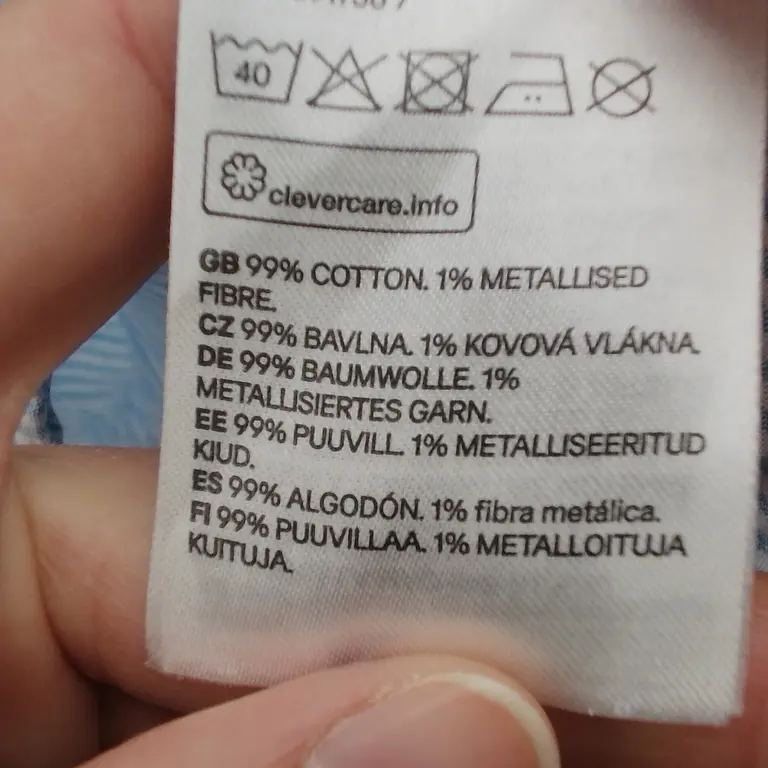 40
clevercare.info
GB 99% COTTON. 1% METALLISED
FIBRE.
CZ 99% BAVLNA. 1% KOVOVÁ VLÁKNA.
DE 99% BAUMWOLLE. 1%
METALLISIERTES GARN.
EE 99% PUUVILL. 1% METALLISEERITUD
KIUD.
ES 99% ALGODÓN. 1% fibra metálica.
FI 99% PUUVILLAA. 1% METALLOITUJA
KUITUJA.